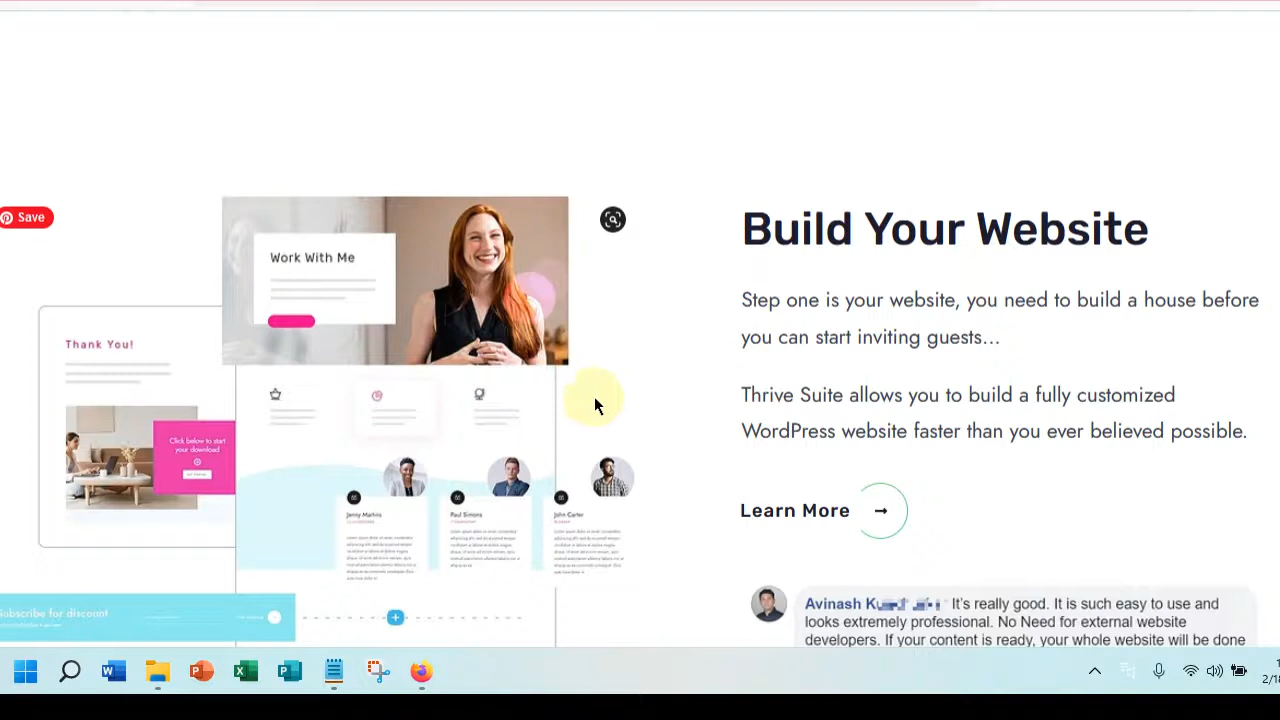 Save
Work With Me
Build Your Website
Step one is your website, you need to build a house before
you can start inviting guests...
Thank You!
Thrive Suite allows you to build a fully customized
WordPress website faster than you ever believed possible.
Click below to start
your download
Learn More
Jenny Martins
Paul Simons
John Carter
Subscribe for discount
Avinash It's really good. It is such easy to use and
looks extremely professional. No Need for external website
developers. If your content is ready, your whole website will be done